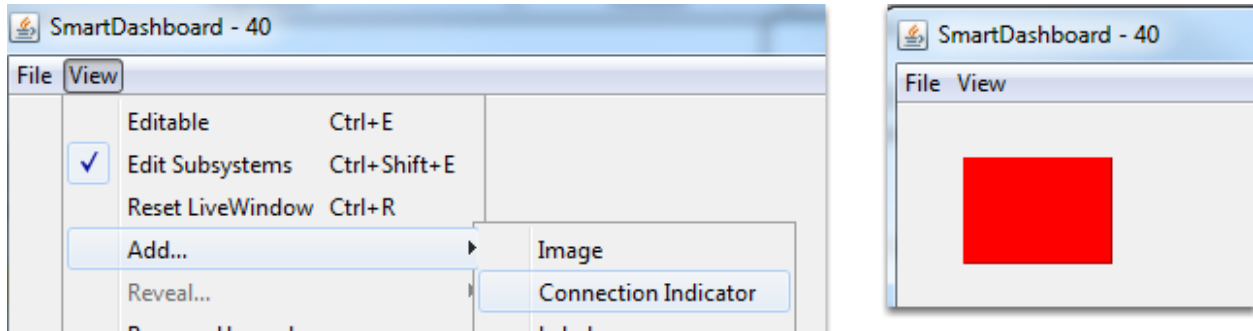 SmartDashboard - 40
File View
Editable Ctrl+E
Edit Subsystems Ctrl+Shift+E
Reset LiveWindow Ctrl+R
Add...
Image
Reveal...
Connection Indicator
SmartDashboard - 40
File View